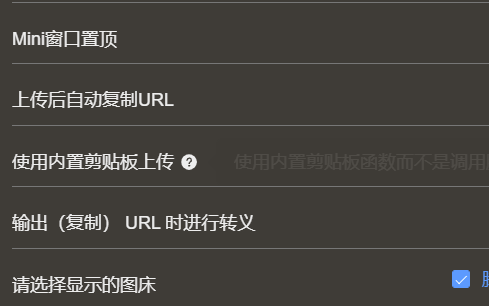 Mini窗口置顶
上传后自动复制URL
使用内置剪贴板上传 ? 使用内置剪贴板函数而不是调用
输出（复制） URL 时进行转义
请选择显示的图床